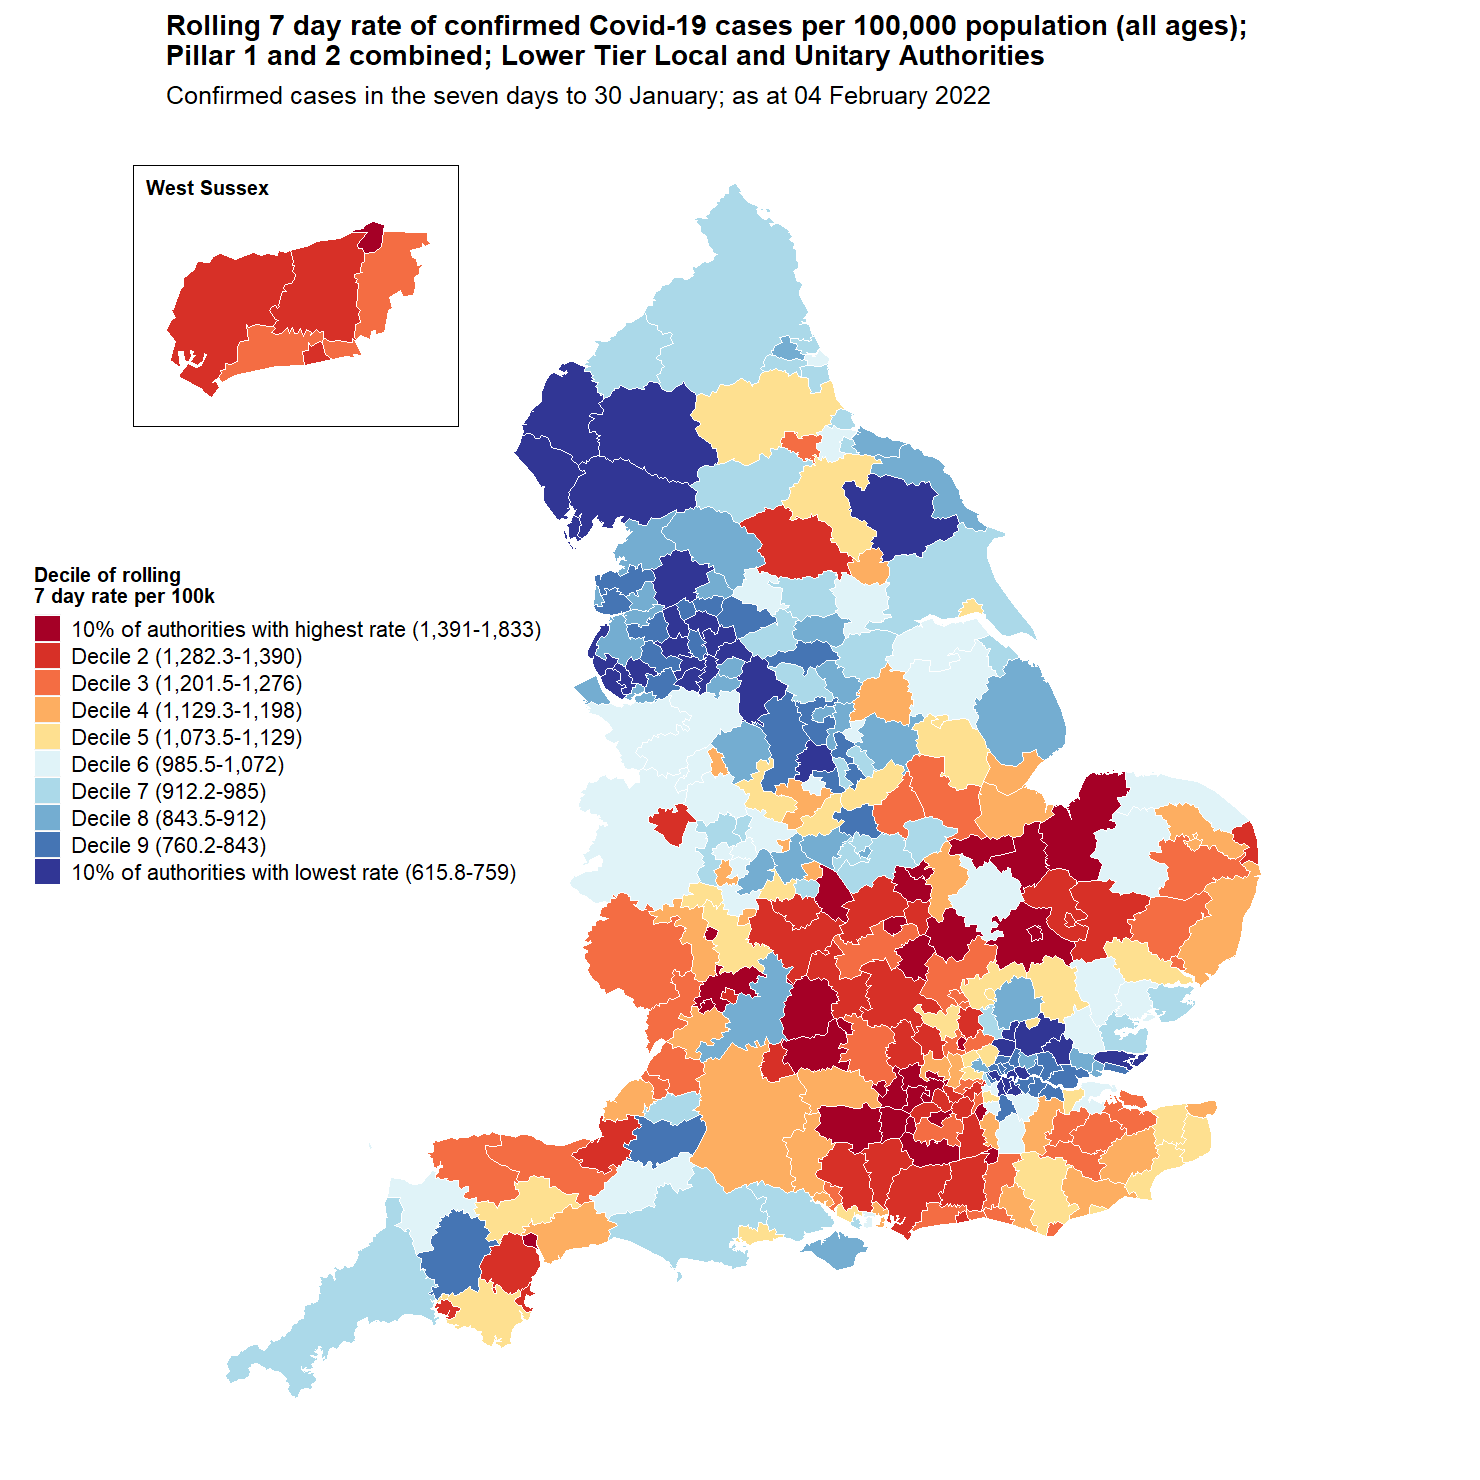 Rolling 7 day rate of confirmed Covid-19 cases per 100,000 population (all ages);
Pillar 1 and 2 combined; Lower Tier Local and Unitary Authorities
Confirmed cases in the seven days to 30 January; as at 04 February 2022
West Sussex
Decile of rolling
7 day rate per 100k
10% of authorities with highest rate (1,391-1,833)
Decile 2 (1,282.3-1,390)
Decile 3 (1,201.5-1,276)
Decile 4 (1,129.3-1,198)
Decile 5 (1,073.5-1,129)
Decile 6 (985.5-1,072)
Decile 7 (912.2-985)
Decile 8 (843.5-912)
Decile 9 (760.2-843)
10% of authorities with lowest rate (615.8-759)